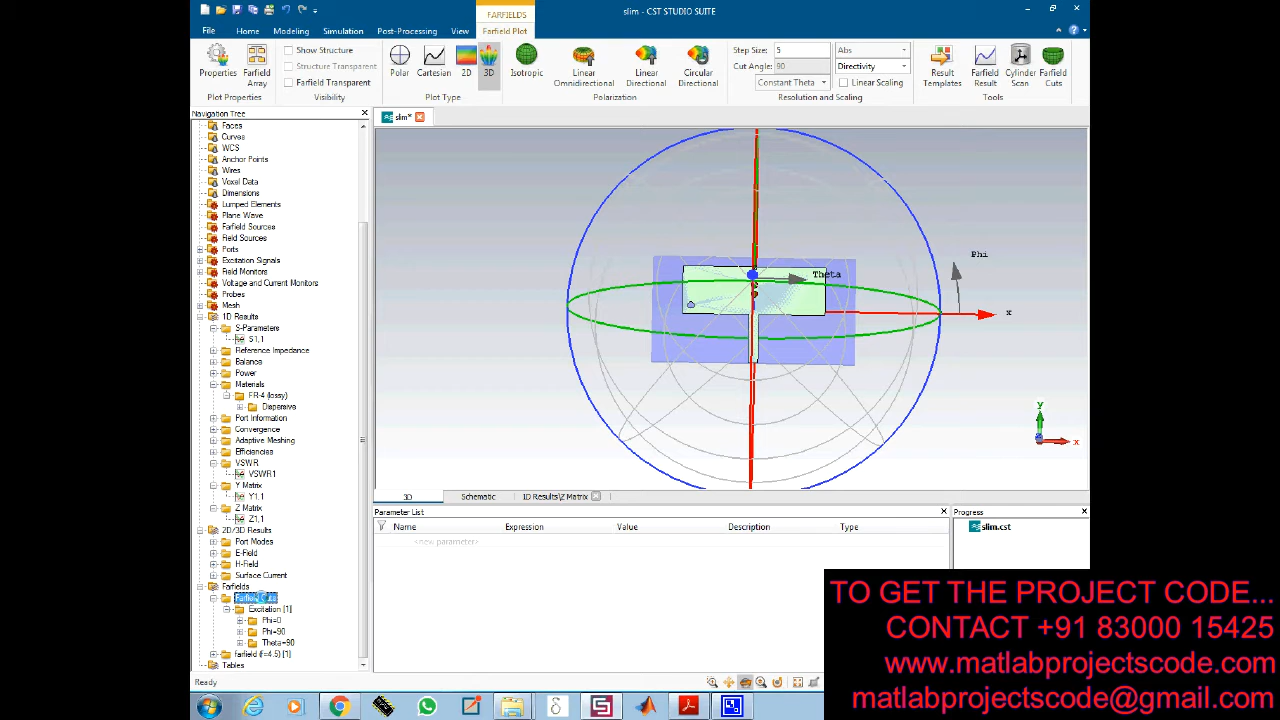 slim - CST STUDIO SUITE
FARFIELDS
File
Home
Modeling
Simulation
Post-Processing
View
Farfield Plot
Properties
Farfield
Array
Plot Properties
Show Structure
Structure Transparent
Farfield Transparent
Visibility
Polar
Cartesian
2D
3D
Plot Type
Isotropic
Linear
Omnidirectional
Linear
Directional
Circular
Directional
Polarization
Step Size:
5
Abs
Cut Angle:
90
Directivity
Constant Theta
Linear Scaling
Resolution and Scaling
Result
Templates
Farfield
Result
Cylinder
Scan
Farfield
Cuts
Tools
Navigation Tree
slim*
Faces
Curves
WCS
Anchor Points
Wires
Voxel Data
Dimensions
Lumped Elements
Plane Wave
Farfield Sources
Field Sources
Ports
Excitation Signals
Field Monitors
Voltage and Current Monitors
Probes
Mesh
1D Results
S-Parameters
S1,1
Reference Impedance
Balance
Power
Materials
FR-4 (lossy)
Dispersive
Port Information
Convergence
Adaptive Meshing
Efficiencies
VSWR
VSWR1
Y Matrix
Y1,1
Z Matrix
Z1,1
2D/3D Results
Port Modes
E-Field
H-Field
Surface Current
Farfields
Excitation [1]
Phi=0
Phi=90
Theta=90
farfield (f=4.5) [1]
Tables
Phi
Theta
x
y
x
3D
Schematic
1D Results\Z Matrix
Parameter List
Name
Expression
Value
Description
Type
<new parameter>
Progress
slim.cst
Ready
TO GET THE PROJECT CODE...
CONTACT +91 83000 15425
www.matlabprojectscode.com
matlabprojectscode@gmail.com